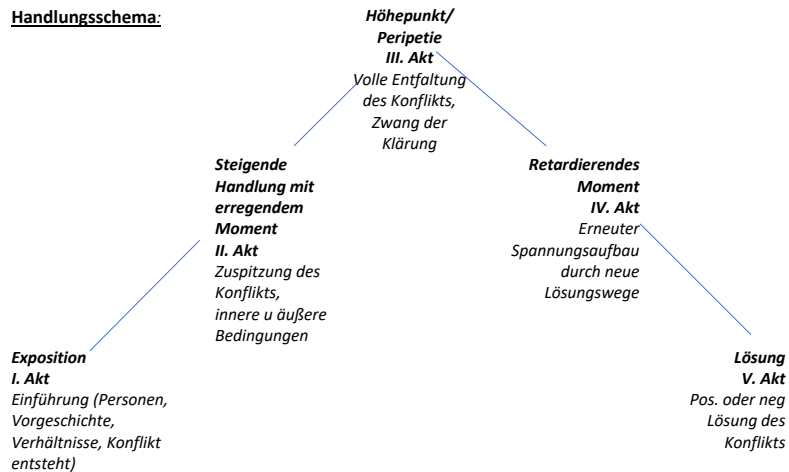 Handlungsschema:
Höhepunkt/
Peripetie
III. Akt
Volle Entfaltung
des Konflikts,
Zwang der
Klärung
Steigende
Handlung mit
erregendem
Moment
II. Akt
Zuspitzung des
Konflikts,
innere u äußere
Bedingungen
Retardierendes
Moment
IV. Akt
Erneuter
Spannungsaufbau
durch neue
Lösungswege
Exposition
I. Akt
Einführung (Personen,
Vorgeschichte,
Verhältnisse, Konflikt
entsteht)
Lösung
V. Akt
Pos. oder neg
Lösung des
Konflikts